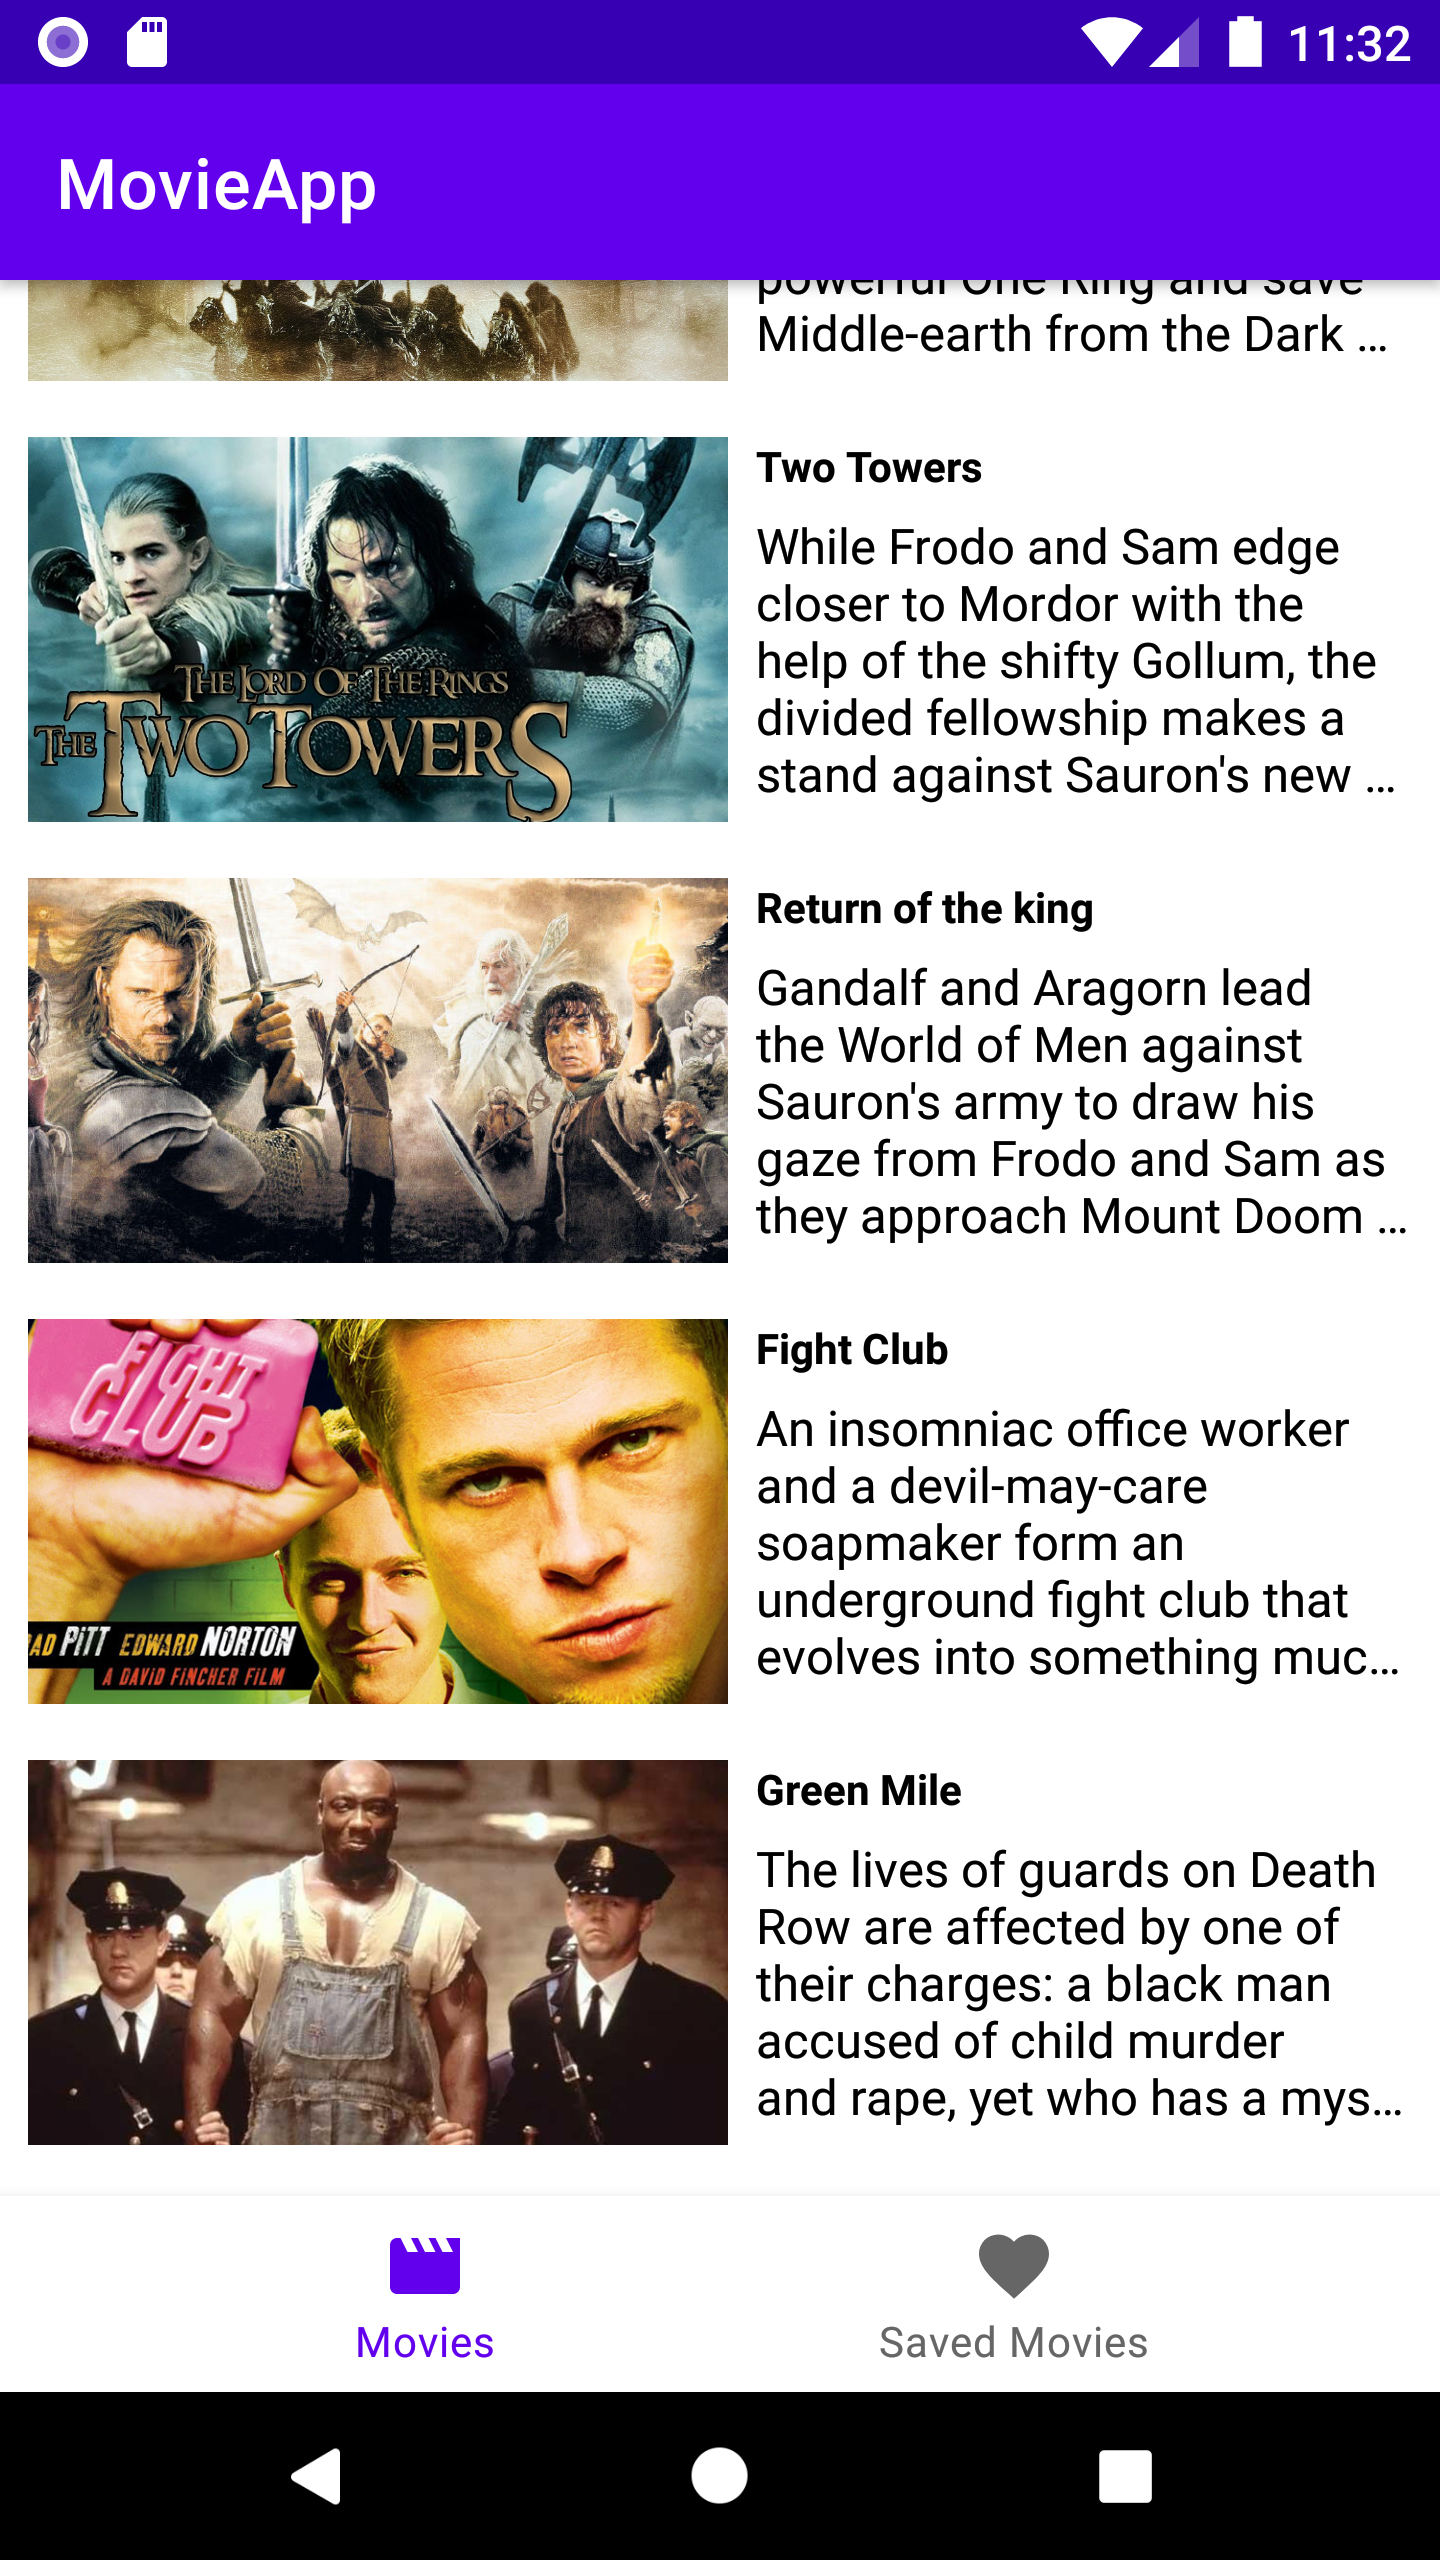 11:32
MovieApp
powerful One Ring and save
Middle-earth from the Dark …
THE LORD OF THE RINGS
THE TWO TOWERS
Two Towers
While Frodo and Sam edge
closer to Mordor with the
help of the shifty Gollum, the
divided fellowship makes a
stand against Sauron's new …
Return of the king
Gandalf and Aragorn lead
the World of Men against
Sauron's army to draw his
gaze from Frodo and Sam as
they approach Mount Doom …
FIGHT
CLUB
AD PITT EDWARD NORTON
A DAVID FINCHER FILM
Fight Club
An insomniac office worker
and a devil-may-care
soapmaker form an
underground fight club that
evolves into something muc…
Green Mile
The lives of guards on Death
Row are affected by one of
their charges: a black man
accused of child murder
and rape, yet who has a mys…
Movies
Saved Movies